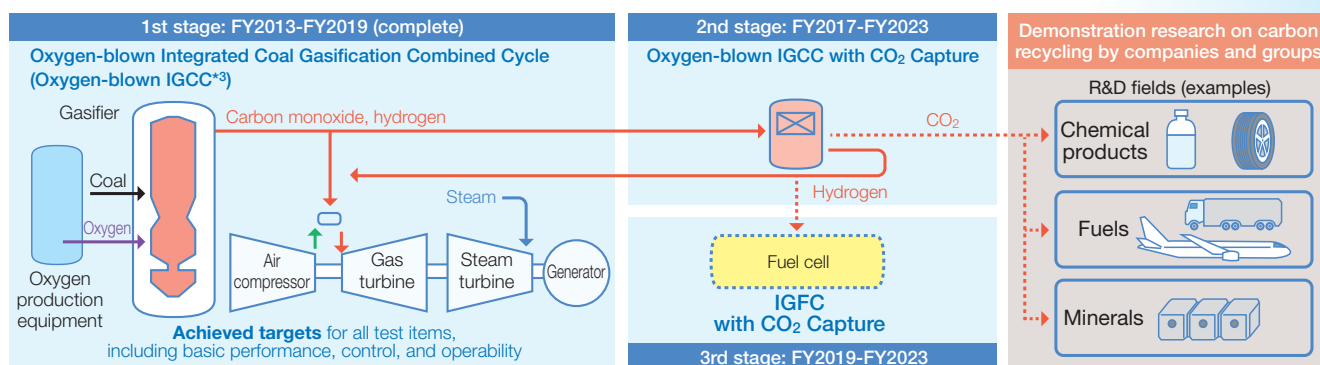 1st stage: FY2013-FY2019 (complete)
Oxygen-blown Integrated Coal Gasification Combined Cycle
(Oxygen-blown IGCC*3)
Gasifier
Carbon monoxide, hydrogen
Coal
Oxygen
Oxygen
production
equipment
Steam
Air
compressor
Gas
turbine
Steam
turbine
Generator
Achieved targets for all test items,
including basic performance, control, and operability
2nd stage: FY2017-FY2023
Oxygen-blown IGCC with CO2 Capture
CO2
Hydrogen
Fuel cell
IGFC
with CO2 Capture
3rd stage: FY2019-FY2023
Demonstration research on carbon
recycling by companies and groups
R&D fields (examples)
Chemical
products
Fuels
Minerals